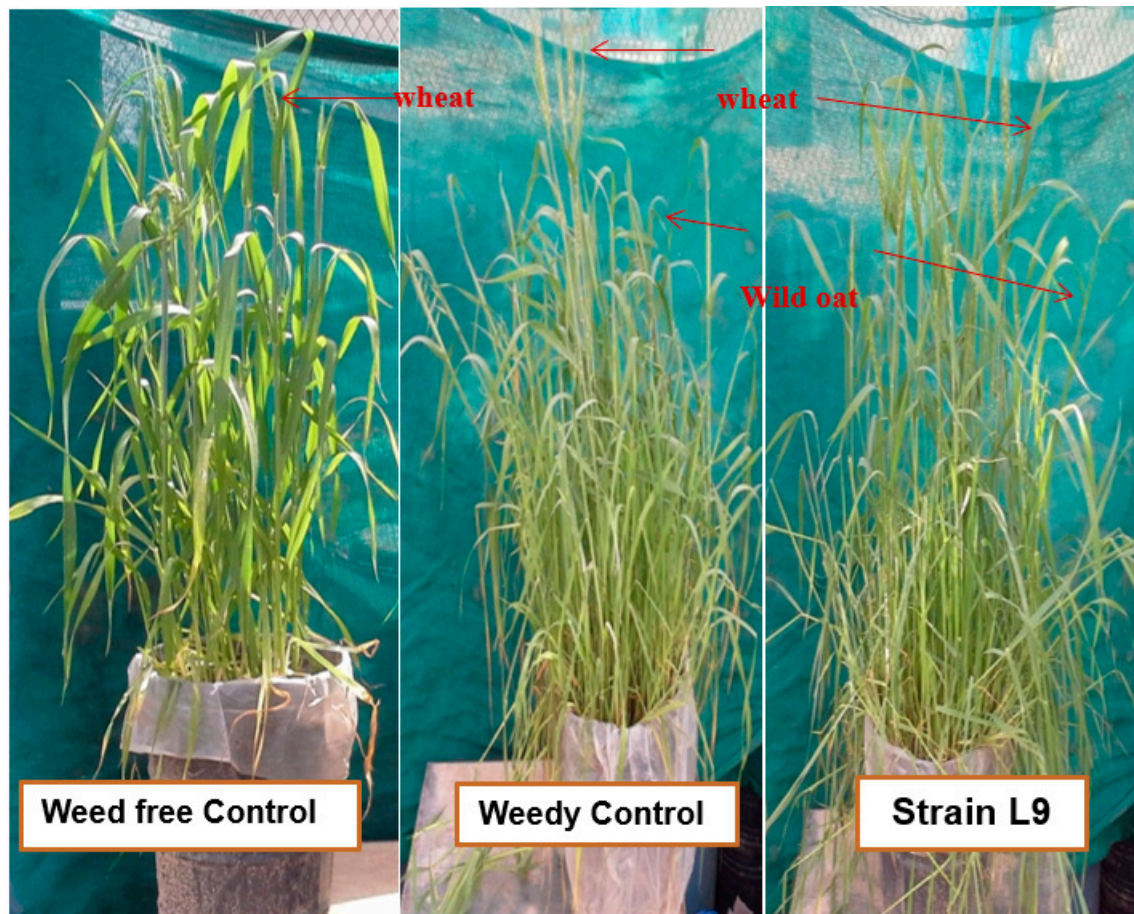 wheat
wheat
Wild oat
Weed free Control
Weedy Control
Strain L9